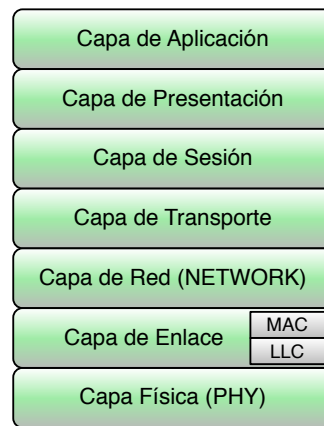 Capa de Aplicación
Capa de Presentación
Capa de Sesión
Capa de Transporte
Capa de Red (NETWORK)
Capa de Enlace
MAC
LLC
Capa Física (PHY)